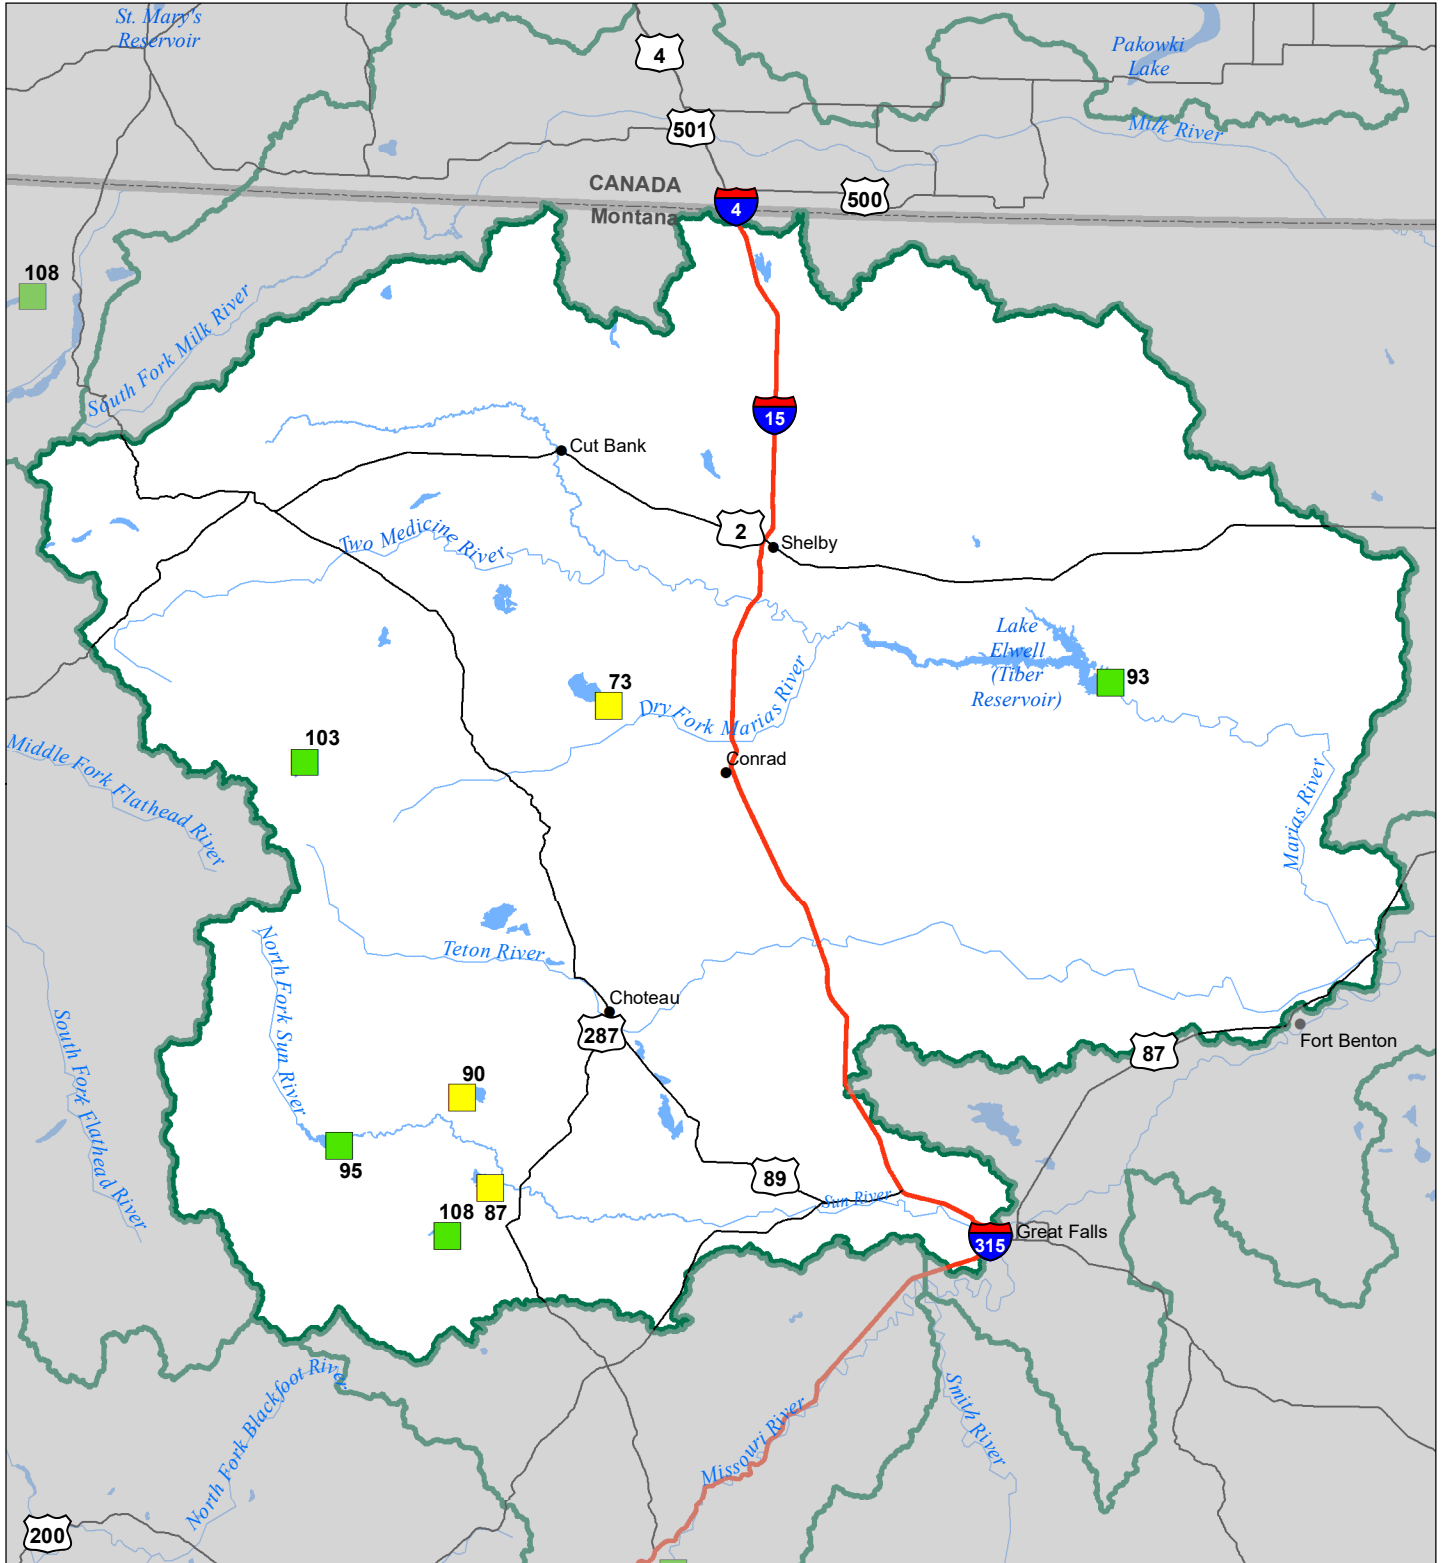 St. Mary's
Reservoir
4
Pakowki
Lake
501
Milk River
CANADA
Montana
4
500
108
South Fork Milk River
15
Cut Bank
2
Shelby
Two Medicine River
Lake
Elwell
(Tiber
Reservoir)
93
73
Dry Fork Marias River
103
Conrad
Middle Fork Flathead River
Marias River
North Fork Sun River
Teton River
Choteau
287
South Fork Flathead River
Fort Benton
87
90
95
89
87
Sun River
108
Great Falls
315
North Fork Blackfoot River
Smith River
Missouri River
200